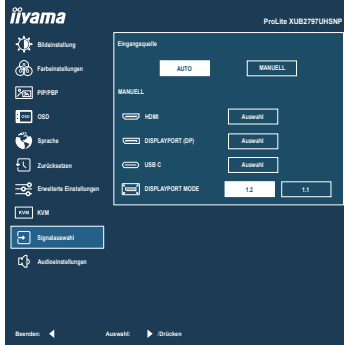 iiyama
ProLite XUB2797UHSNP
Bildeinstellung
Farbeinstellungen
PIP/PBP
OSD OSD
Sprache
Zurücksetzen
Erweiterte Einstellungen
KVM KVM
Signalauswahl
Audioeinstellungen
Eingangsquelle
AUTO MANUELL
MANUELL
HDMI Auswahl
DISPLAYPORT (DP) Auswahl
USB C Auswahl
DISPLAYPORT MODE 1.2 1.1
Beenden: Auswahl: /Drücken